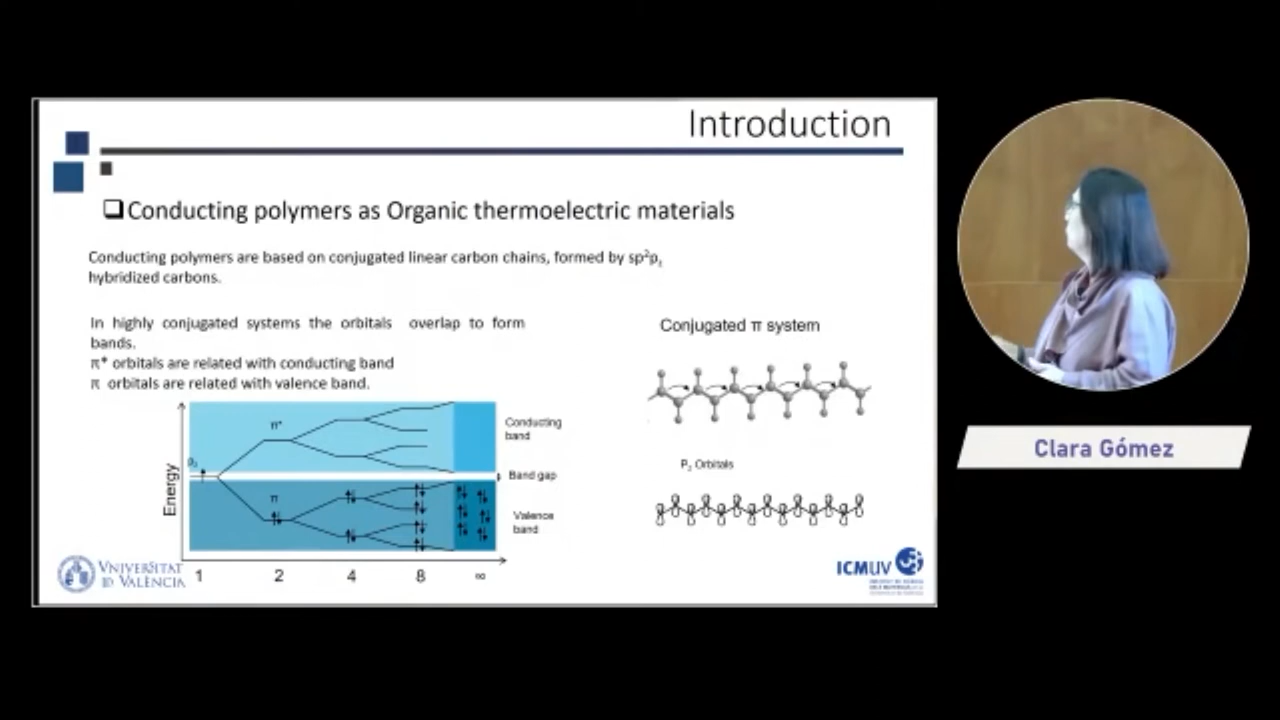 Introduction
Conducting polymers as Organic thermoelectric materials
Conducting polymers are based on conjugated linear carbon chains, formed by sp²pz
hybridized carbons.
In highly conjugated systems the orbitals overlap to form
bands.
π* orbitals are related with conducting band
π orbitals are related with valence band.
Conjugated π system
Pz Orbitals
Energy
pz
π*
π
Conducting
band
Band gap
Valence
band
1 2 4 8 ∞
VNIVERSITAT
ID VALÈNCIA
ICMUV
Clara Gómez